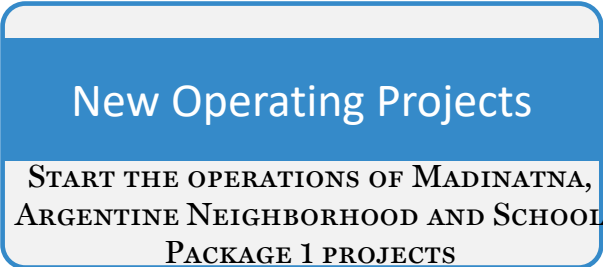 New Operating Projects
Start the operations of Madinatna,
Argentine Neighborhood and School
Package 1 projects